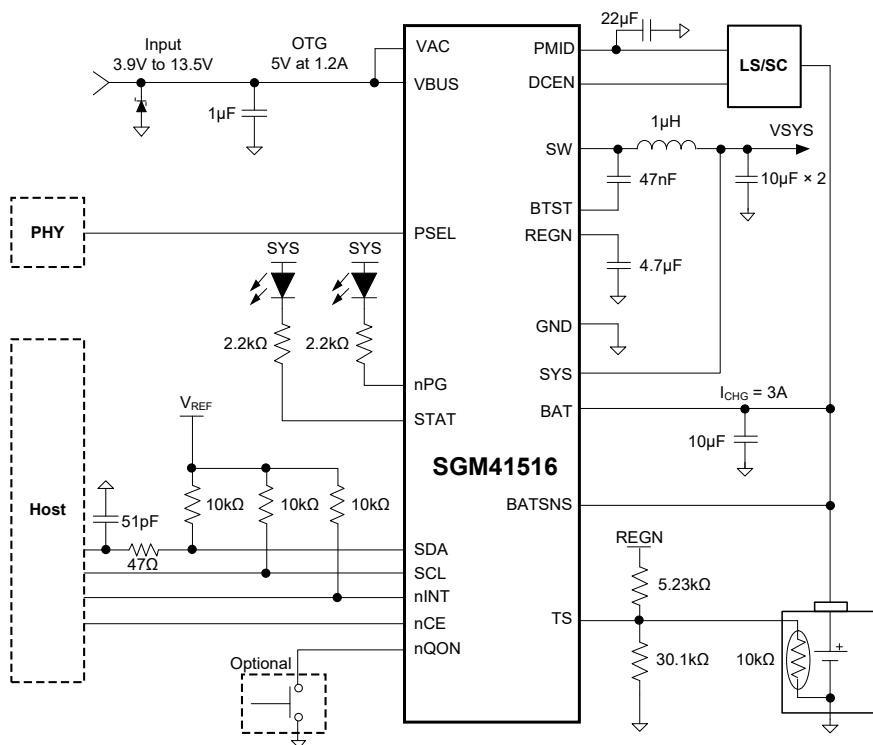 Input
3.9V to 13.5V
OTG
5V at 1.2A
1µF
VAC
VBUS
PMID
DCEN
22µF
LS/SC
SW
1µH
VSYS
47nF
10µF × 2
BTST
REGN
4.7µF
GND
SYS
BAT
I_CHG = 3A
10µF
BATSNS
PHY
PSEL
SYS
SYS
2.2kΩ
2.2kΩ
nPG
STAT
SGM41516
V_REF
Host
51pF
10kΩ
10kΩ
10kΩ
47Ω
SDA
SCL
nINT
nCE
nQON
Optional
REGN
5.23kΩ
TS
30.1kΩ
10kΩ
+